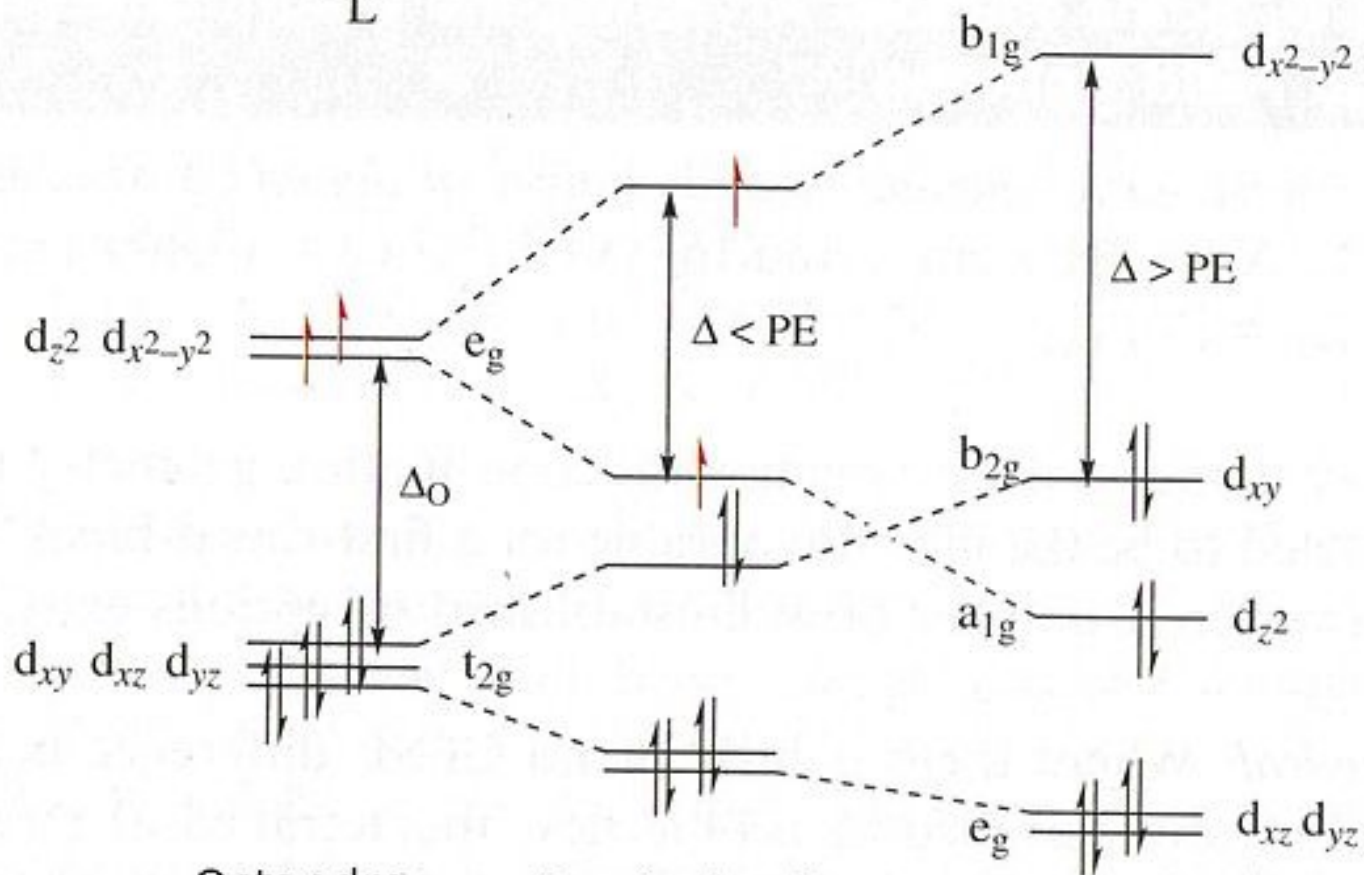 L
b1g
dx²–y²
Δ > PE
dz² dx²–y²
eg
Δ < PE
ΔO
b2g
dxy
a1g
dz²
dxy dxz dyz
t2g
eg
dxz dyz